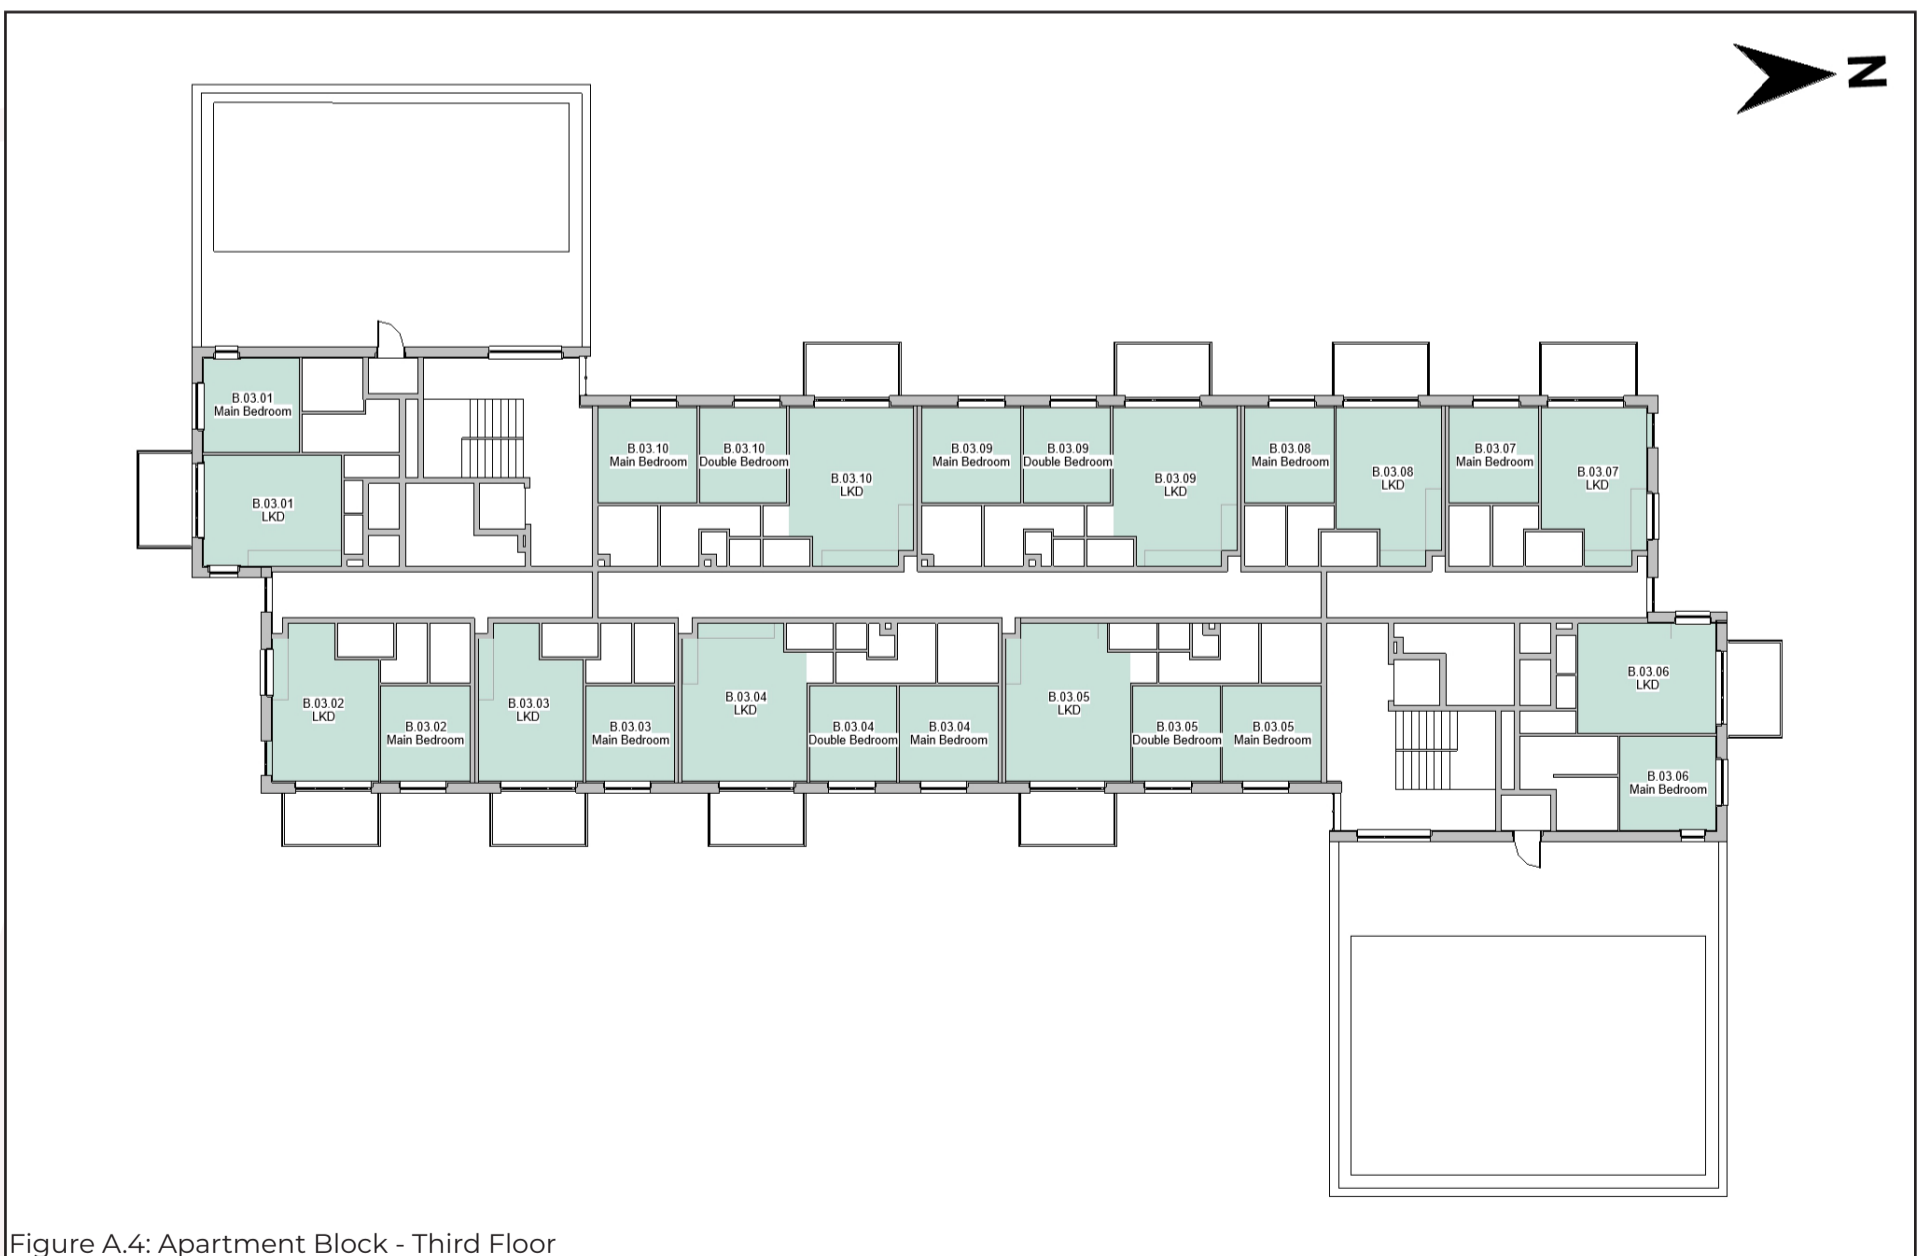 N
B.03.01
Main Bedroom
B.03.01
LKD
B.03.10
Main Bedroom
B.03.10
Double Bedroom
B.03.10
LKD
B.03.09
Main Bedroom
B.03.09
Double Bedroom
B.03.09
LKD
B.03.08
Main Bedroom
B.03.08
LKD
B.03.07
Main Bedroom
B.03.07
LKD
B.03.02
LKD
B.03.02
Main Bedroom
B.03.03
LKD
B.03.03
Main Bedroom
B.03.04
LKD
B.03.04
Double Bedroom
B.03.04
Main Bedroom
B.03.05
LKD
B.03.05
Double Bedroom
B.03.05
Main Bedroom
B.03.06
LKD
B.03.06
Main Bedroom
Figure A.4: Apartment Block - Third Floor